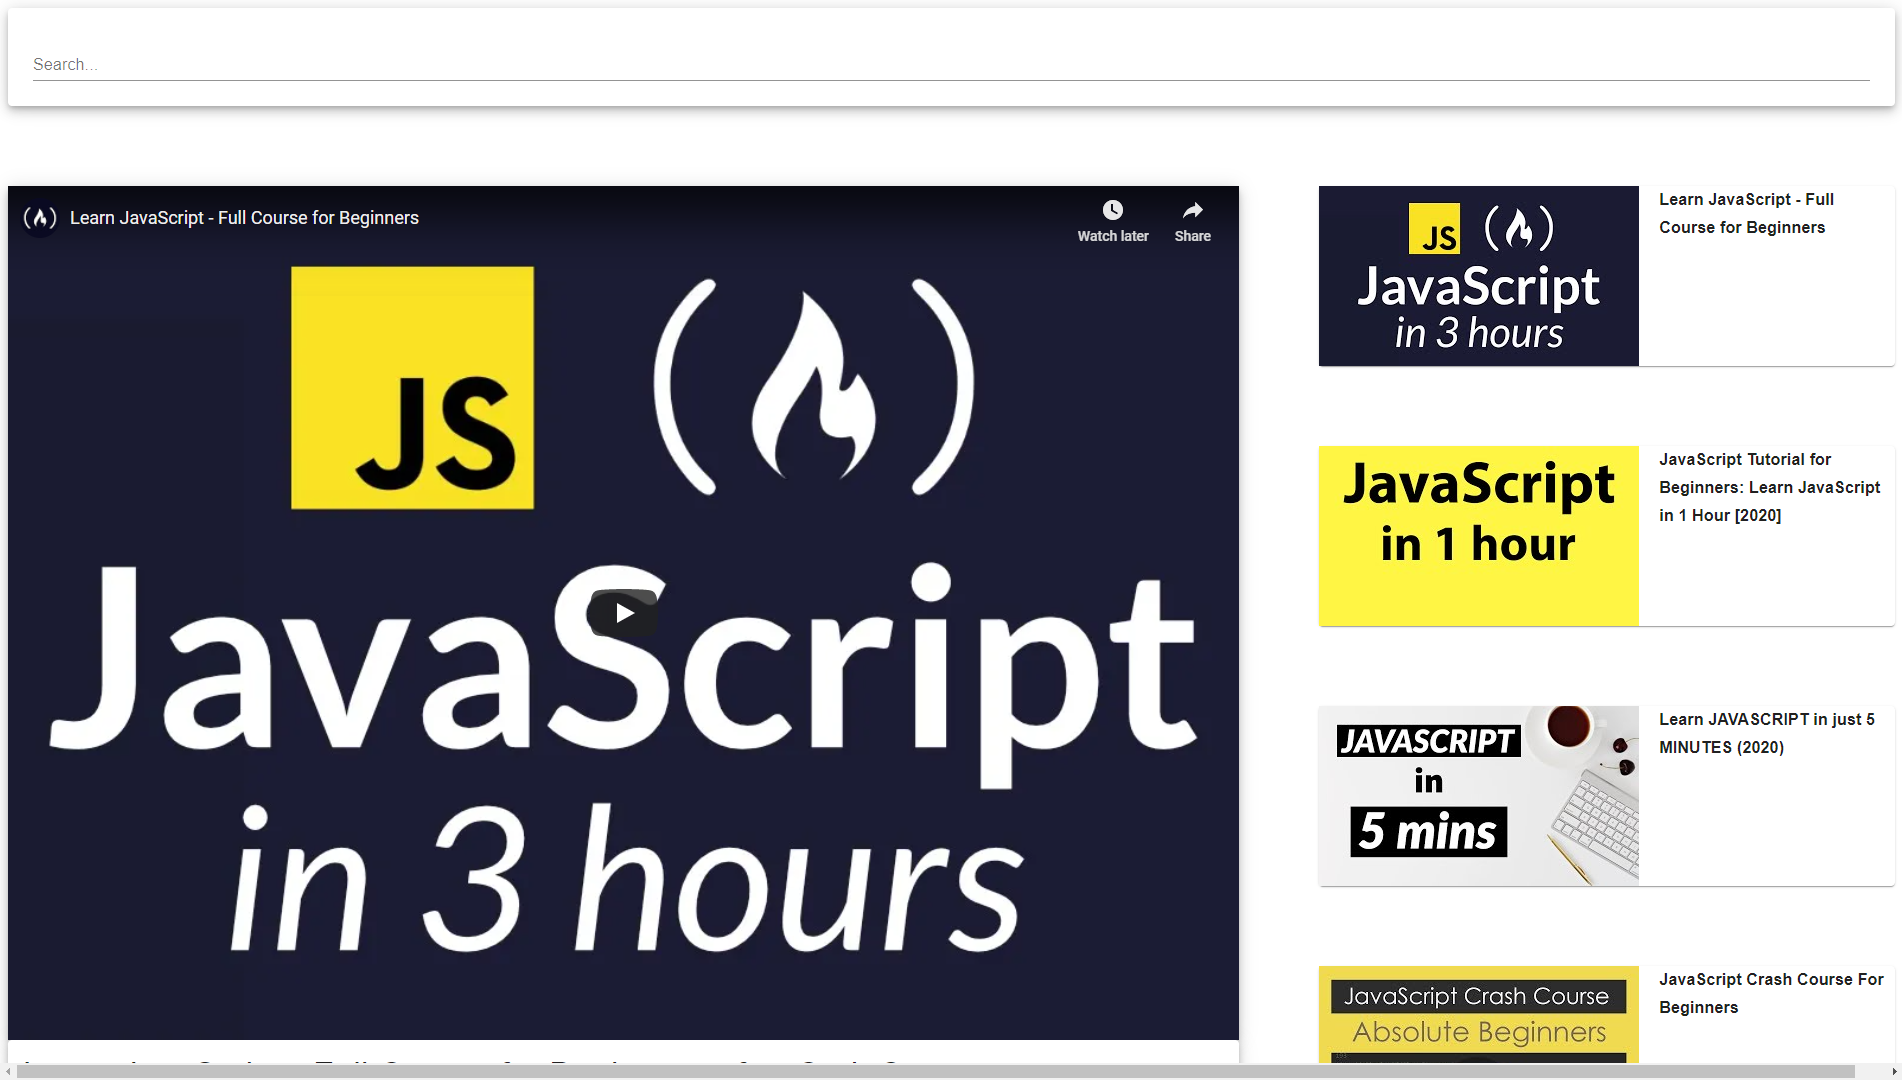 Search...
Learn JavaScript - Full Course for Beginners
Watch later
Share
JS
JavaScript
in 3 hours
JS
JavaScript
in 3 hours
Learn JavaScript - Full
Course for Beginners
JavaScript
in 1 hour
JavaScript Tutorial for
Beginners: Learn JavaScript
in 1 Hour [2020]
JAVASCRIPT
in
5 mins
Learn JAVASCRIPT in just 5
MINUTES (2020)
JavaScript Crash Course
Absolute Beginners
JavaScript Crash Course For
Beginners